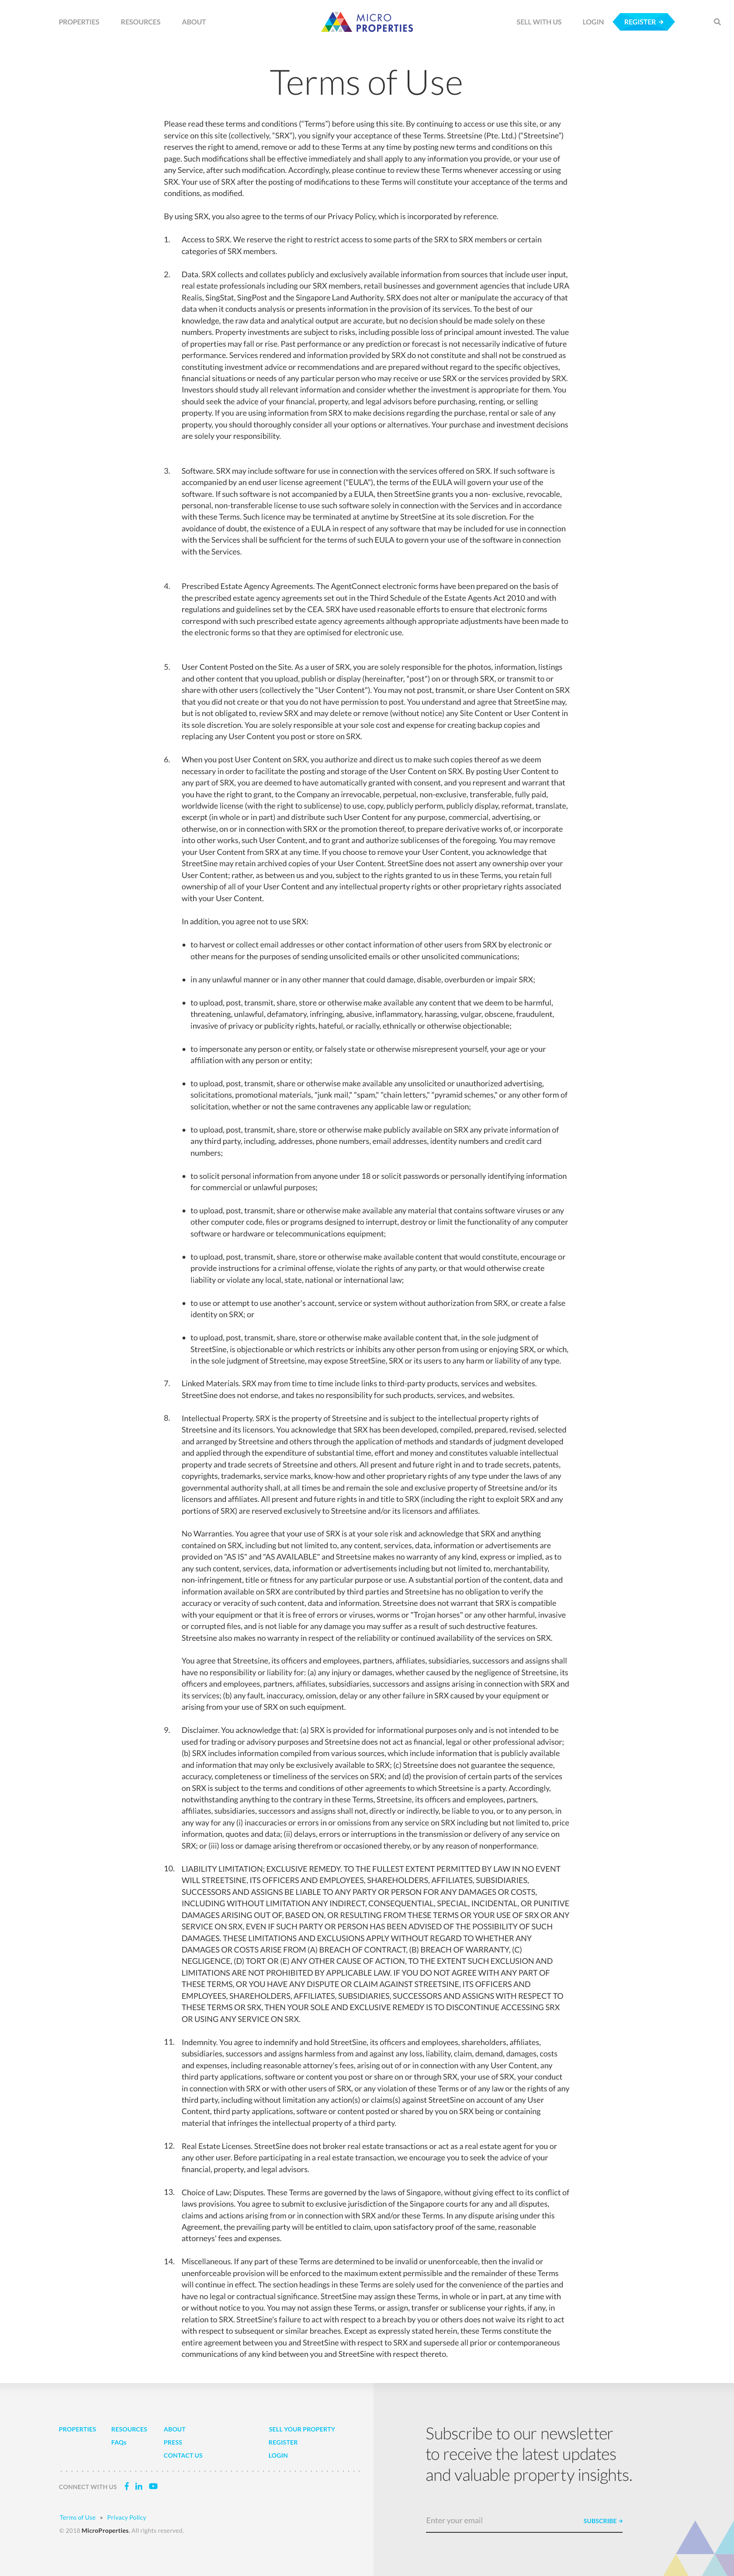 PROPERTIES
RESOURCES
ABOUT
MICRO
PROPERTIES
SELL WITH US
LOGIN
REGISTER →
Terms of Use
Please read these terms and conditions ("Terms") before using this site. By continuing to access or use this site, or any
service on this site (collectively, "SRX"), you signify your acceptance of these Terms. Streetsine (Pte. Ltd.) ("Streetsine")
reserves the right to amend, remove or add to these Terms at any time by posting new terms and conditions on this
page. Such modifications shall be effective immediately and shall apply to any information you provide, or your use of
any Service, after such modification. Accordingly, please continue to review these Terms whenever accessing or using
SRX. Your use of SRX after the posting of modifications to these Terms will constitute your acceptance of the terms and
conditions, as modified.
By using SRX, you also agree to the terms of our Privacy Policy, which is incorporated by reference.
1. Access to SRX. We reserve the right to restrict access to some parts of the SRX to SRX members or certain
categories of SRX members.
2. Data. SRX collects and collates publicly and exclusively available information from sources that include user input,
real estate professionals including our SRX members, retail businesses and government agencies that include URA
Realis, SingStat, SingPost and the Singapore Land Authority. SRX does not alter or manipulate the accuracy of that
data when it conducts analysis or presents information in the provision of its services. To the best of our
knowledge, the raw data and analytical output are accurate, but no decision should be made solely on these
numbers. Property investments are subject to risks, including possible loss of principal amount invested. The value
of properties may fall or rise. Past performance or any prediction or forecast is not necessarily indicative of future
performance. Services rendered and information provided by SRX do not constitute and shall not be construed as
constituting investment advice or recommendations and are prepared without regard to the specific objectives,
financial situations or needs of any particular person who may receive or use SRX or the services provided by SRX.
Investors should study all relevant information and consider whether the investment is appropriate for them. You
should seek the advice of your financial, property, and legal advisors before purchasing, renting, or selling
property. If you are using information from SRX to make decisions regarding the purchase, rental or sale of any
property, you should thoroughly consider all your options or alternatives. Your purchase and investment decisions
are solely your responsibility.
3. Software. SRX may include software for use in connection with the services offered on SRX. If such software is
accompanied by an end user license agreement ("EULA"), the terms of the EULA will govern your use of the
software. If such software is not accompanied by a EULA, then StreetSine grants you a non- exclusive, revocable,
personal, non-transferable license to use such software solely in connection with the Services and in accordance
with these Terms. Such licence may be terminated at anytime by StreetSine at its sole discretion. For the
avoidance of doubt, the existence of a EULA in respect of any software that may be included for use in connection
with the Services shall be sufficient for the terms of such EULA to govern your use of the software in connection
with the Services.
4. Prescribed Estate Agency Agreements. The AgentConnect electronic forms have been prepared on the basis of
the prescribed estate agency agreements set out in the Third Schedule of the Estate Agents Act 2010 and with
regulations and guidelines set by the CEA. SRX have used reasonable efforts to ensure that electronic forms
correspond with such prescribed estate agency agreements although appropriate adjustments have been made to
the electronic forms so that they are optimised for electronic use.
5. User Content Posted on the Site. As a user of SRX, you are solely responsible for the photos, information, listings
and other content that you upload, publish or display (hereinafter, "post") on or through SRX, or transmit to or
share with other users (collectively the "User Content"). You may not post, transmit, or share User Content on SRX
that you did not create or that you do not have permission to post. You understand and agree that StreetSine may,
but is not obligated to, review SRX and may delete or remove (without notice) any Site Content or User Content in
its sole discretion. You are solely responsible at your sole cost and expense for creating backup copies and
replacing any User Content you post or store on SRX.
6. When you post User Content on SRX, you authorize and direct us to make such copies thereof as we deem
necessary in order to facilitate the posting and storage of the User Content on SRX. By posting User Content to
any part of SRX, you are deemed to have automatically granted with consent, and you represent and warrant that
you have the right to grant, to the Company an irrevocable, perpetual, non-exclusive, transferable, fully paid,
worldwide license (with the right to sublicense) to use, copy, publicly perform, publicly display, reformat, translate,
excerpt (in whole or in part) and distribute such User Content for any purpose, commercial, advertising, or
otherwise, on or in connection with SRX or the promotion thereof, to prepare derivative works of, or incorporate
into other works, such User Content, and to grant and authorize sublicenses of the foregoing. You may remove
your User Content from SRX at any time. If you choose to remove your User Content, you acknowledge that
StreetSine may retain archived copies of your User Content. StreetSine does not assert any ownership over your
User Content; rather, as between us and you, subject to the rights granted to us in these Terms, you retain full
ownership of all of your User Content and any intellectual property rights or other proprietary rights associated
with your User Content.
In addition, you agree not to use SRX:
• to harvest or collect email addresses or other contact information of other users from SRX by electronic or
other means for the purposes of sending unsolicited emails or other unsolicited communications;
• in any unlawful manner or in any other manner that could damage, disable, overburden or impair SRX;
• to upload, post, transmit, share, store or otherwise make available any content that we deem to be harmful,
threatening, unlawful, defamatory, infringing, abusive, inflammatory, harassing, vulgar, obscene, fraudulent,
invasive of privacy or publicity rights, hateful, or racially, ethnically or otherwise objectionable;
• to impersonate any person or entity, or falsely state or otherwise misrepresent yourself, your age or your
affiliation with any person or entity;
• to upload, post, transmit, share or otherwise make available any unsolicited or unauthorized advertising,
solicitations, promotional materials, "junk mail," "spam," "chain letters," "pyramid schemes," or any other form of
solicitation, whether or not the same contravenes any applicable law or regulation;
• to upload, post, transmit, share, store or otherwise make publicly available on SRX any private information of
any third party, including, addresses, phone numbers, email addresses, identity numbers and credit card
numbers;
• to solicit personal information from anyone under 18 or solicit passwords or personally identifying information
for commercial or unlawful purposes;
• to upload, post, transmit, share or otherwise make available any material that contains software viruses or any
other computer code, files or programs designed to interrupt, destroy or limit the functionality of any computer
software or hardware or telecommunications equipment;
• to upload, post, transmit, share, store or otherwise make available content that would constitute, encourage or
provide instructions for a criminal offense, violate the rights of any party, or that would otherwise create
liability or violate any local, state, national or international law;
• to use or attempt to use another's account, service or system without authorization from SRX, or create a false
identity on SRX; or
• to upload, post, transmit, share, store or otherwise make available content that, in the sole judgment of
StreetSine, is objectionable or which restricts or inhibits any other person from using or enjoying SRX, or which,
in the sole judgment of Streetsine, may expose StreetSine, SRX or its users to any harm or liability of any type.
7. Linked Materials. SRX may from time to time include links to third-party products, services and websites.
StreetSine does not endorse, and takes no responsibility for such products, services, and websites.
8. Intellectual Property. SRX is the property of Streetsine and is subject to the intellectual property rights of
Streetsine and its licensors. You acknowledge that SRX has been developed, compiled, prepared, revised, selected
and arranged by Streetsine and others through the application of methods and standards of judgment developed
and applied through the expenditure of substantial time, effort and money and constitutes valuable intellectual
property and trade secrets of Streetsine and others. All present and future right in and to trade secrets, patents,
copyrights, trademarks, service marks, know-how and other proprietary rights of any type under the laws of any
governmental authority shall, at all times be and remain the sole and exclusive property of Streetsine and/or its
licensors and affiliates. All present and future rights in and title to SRX (including the right to exploit SRX and any
portions of SRX) are reserved exclusively to Streetsine and/or its licensors and affiliates.
No Warranties. You agree that your use of SRX is at your sole risk and acknowledge that SRX and anything
contained on SRX, including but not limited to, any content, services, data, information or advertisements are
provided on "AS IS" and "AS AVAILABLE" and Streetsine makes no warranty of any kind, express or implied, as to
any such content, services, data, information or advertisements including but not limited to, merchantability,
non-infringement, title or fitness for any particular purpose or use. A substantial portion of the content, data and
information available on SRX are contributed by third parties and Streetsine has no obligation to verify the
accuracy or veracity of such content, data and information. Streetsine does not warrant that SRX is compatible
with your equipment or that it is free of errors or viruses, worms or "Trojan horses" or any other harmful, invasive
or corrupted files, and is not liable for any damage you may suffer as a result of such destructive features.
Streetsine also makes no warranty in respect of the reliability or continued availability of the services on SRX.
You agree that Streetsine, its officers and employees, partners, affiliates, subsidiaries, successors and assigns shall
have no responsibility or liability for: (a) any injury or damages, whether caused by the negligence of Streetsine, its
officers and employees, partners, affiliates, subsidiaries, successors and assigns arising in connection with SRX and
its services; (b) any fault, inaccuracy, omission, delay or any other failure in SRX caused by your equipment or
arising from your use of SRX on such equipment.
9. Disclaimer. You acknowledge that: (a) SRX is provided for informational purposes only and is not intended to be
used for trading or advisory purposes and Streetsine does not act as financial, legal or other professional advisor;
(b) SRX includes information compiled from various sources, which include information that is publicly available
and information that may only be exclusively available to SRX; (c) Streetsine does not guarantee the sequence,
accuracy, completeness or timeliness of the services on SRX; and (d) the provision of certain parts of the services
on SRX is subject to the terms and conditions of other agreements to which Streetsine is a party. Accordingly,
notwithstanding anything to the contrary in these Terms, Streetsine, its officers and employees, partners,
affiliates, subsidiaries, successors and assigns shall not, directly or indirectly, be liable to you, or to any person, in
any way for any (i) inaccuracies or errors in or omissions from any service on SRX including but not limited to, price
information, quotes and data; (ii) delays, errors or interruptions in the transmission or delivery of any service on
SRX; or (iii) loss or damage arising therefrom or occasioned thereby, or by any reason of nonperformance.
10. LIABILITY LIMITATION; EXCLUSIVE REMEDY. TO THE FULLEST EXTENT PERMITTED BY LAW IN NO EVENT
WILL STREETSINE, ITS OFFICERS AND EMPLOYEES, SHAREHOLDERS, AFFILIATES, SUBSIDIARIES,
SUCCESSORS AND ASSIGNS BE LIABLE TO ANY PARTY OR PERSON FOR ANY DAMAGES OR COSTS,
INCLUDING WITHOUT LIMITATION ANY INDIRECT, CONSEQUENTIAL, SPECIAL, INCIDENTAL, OR PUNITIVE
DAMAGES ARISING OUT OF, BASED ON, OR RESULTING FROM THESE TERMS OR YOUR USE OF SRX OR ANY
SERVICE ON SRX, EVEN IF SUCH PARTY OR PERSON HAS BEEN ADVISED OF THE POSSIBILITY OF SUCH
DAMAGES. THESE LIMITATIONS AND EXCLUSIONS APPLY WITHOUT REGARD TO WHETHER ANY
DAMAGES OR COSTS ARISE FROM (A) BREACH OF CONTRACT, (B) BREACH OF WARRANTY, (C)
NEGLIGENCE, (D) TORT OR (E) ANY OTHER CAUSE OF ACTION, TO THE EXTENT SUCH EXCLUSION AND
LIMITATIONS ARE NOT PROHIBITED BY APPLICABLE LAW. IF YOU DO NOT AGREE WITH ANY PART OF
THESE TERMS, OR YOU HAVE ANY DISPUTE OR CLAIM AGAINST STREETSINE, ITS OFFICERS AND
EMPLOYEES, SHAREHOLDERS, AFFILIATES, SUBSIDIARIES, SUCCESSORS AND ASSIGNS WITH RESPECT TO
THESE TERMS OR SRX, THEN YOUR SOLE AND EXCLUSIVE REMEDY IS TO DISCONTINUE ACCESSING SRX
OR USING ANY SERVICE ON SRX.
11. Indemnity. You agree to indemnify and hold StreetSine, its officers and employees, shareholders, affiliates,
subsidiaries, successors and assigns harmless from and against any loss, liability, claim, demand, damages, costs
and expenses, including reasonable attorney's fees, arising out of or in connection with any User Content, any
third party applications, software or content you post or share on or through SRX, your use of SRX, your conduct
in connection with SRX or with other users of SRX, or any violation of these Terms or of any law or the rights of any
third party, including without limitation any action(s) or claims(s) against StreetSine on account of any User
Content, third party applications, software or content posted or shared by you on SRX being or containing
material that infringes the intellectual property of a third party.
12. Real Estate Licenses. StreetSine does not broker real estate transactions or act as a real estate agent for you or
any other user. Before participating in a real estate transaction, we encourage you to seek the advice of your
financial, property, and legal advisors.
13. Choice of Law; Disputes. These Terms are governed by the laws of Singapore, without giving effect to its conflict of
laws provisions. You agree to submit to exclusive jurisdiction of the Singapore courts for any and all disputes,
claims and actions arising from or in connection with SRX and/or these Terms. In any dispute arising under this
Agreement, the prevailing party will be entitled to claim, upon satisfactory proof of the same, reasonable
attorneys' fees and expenses.
14. Miscellaneous. If any part of these Terms are determined to be invalid or unenforceable, then the invalid or
unenforceable provision will be enforced to the maximum extent permissible and the remainder of these Terms
will continue in effect. The section headings in these Terms are solely used for the convenience of the parties and
have no legal or contractual significance. StreetSine may assign these Terms, in whole or in part, at any time with
or without notice to you. You may not assign these Terms, or assign, transfer or sublicense your rights, if any, in
relation to SRX. StreetSine's failure to act with respect to a breach by you or others does not waive its right to act
with respect to subsequent or similar breaches. Except as expressly stated herein, these Terms constitute the
entire agreement between you and StreetSine with respect to SRX and supersede all prior or contemporaneous
communications of any kind between you and StreetSine with respect thereto.
PROPERTIES
RESOURCES
FAQs
ABOUT
PRESS
CONTACT US
SELL YOUR PROPERTY
REGISTER
LOGIN
CONNECT WITH US
Terms of Use • Privacy Policy
© 2018 MicroProperties. All rights reserved.
Subscribe to our newsletter
to receive the latest updates
and valuable property insights.
Enter your email
SUBSCRIBE →